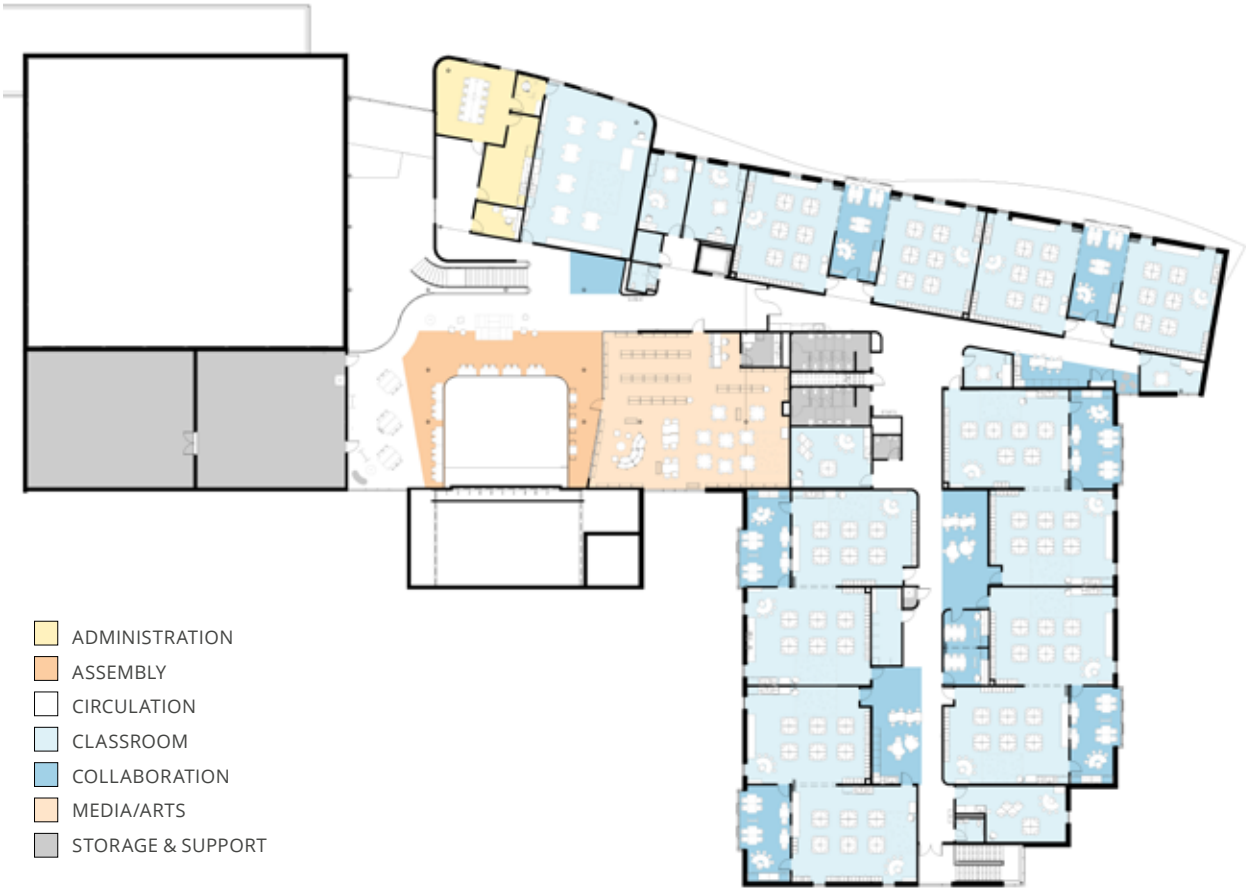 ADMINISTRATION
ASSEMBLY
CIRCULATION
CLASSROOM
COLLABORATION
MEDIA/ARTS
STORAGE & SUPPORT